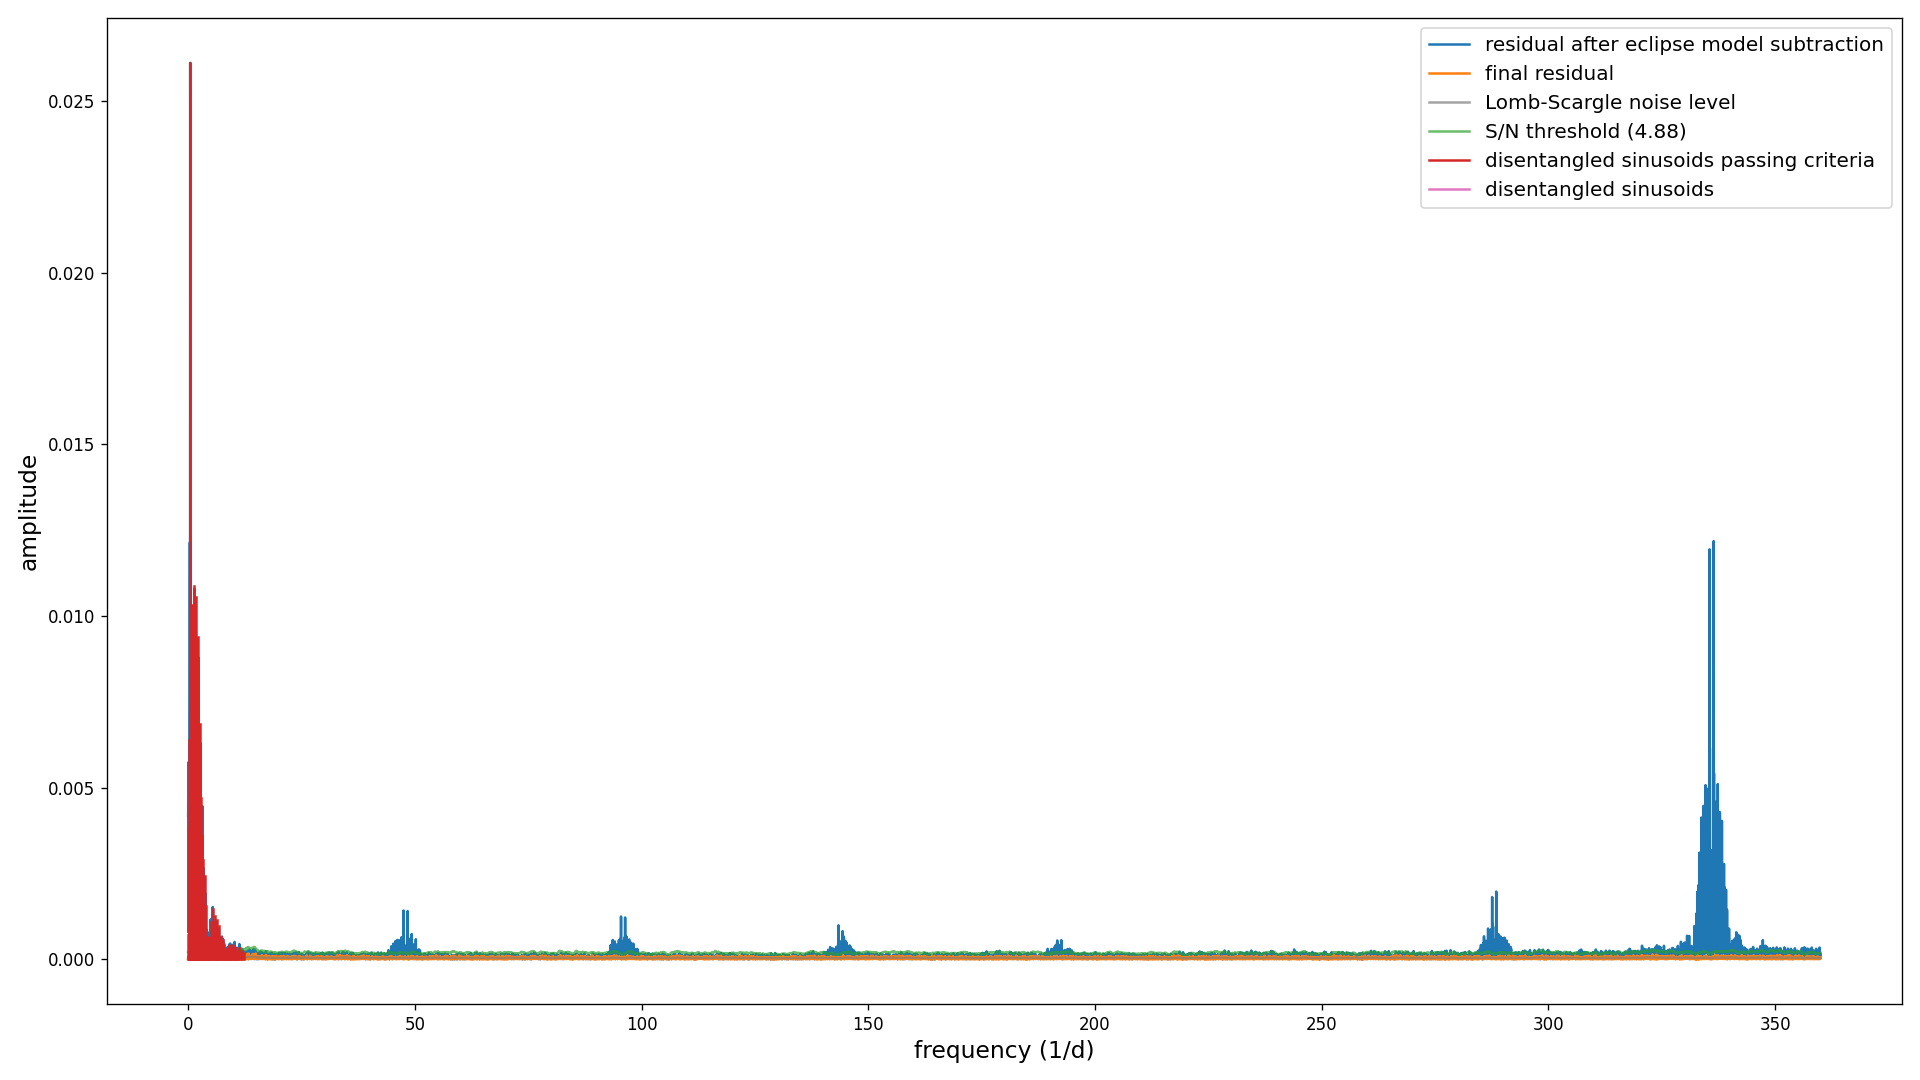 residual after eclipse model subtraction
final residual
Lomb-Scargle noise level
S/N threshold (4.88)
disentangled sinusoids passing criteria
disentangled sinusoids
0.025
0.020
0.015
0.010
0.005
0.000
amplitude
0 50 100 150 200 250 300 350
frequency (1/d)